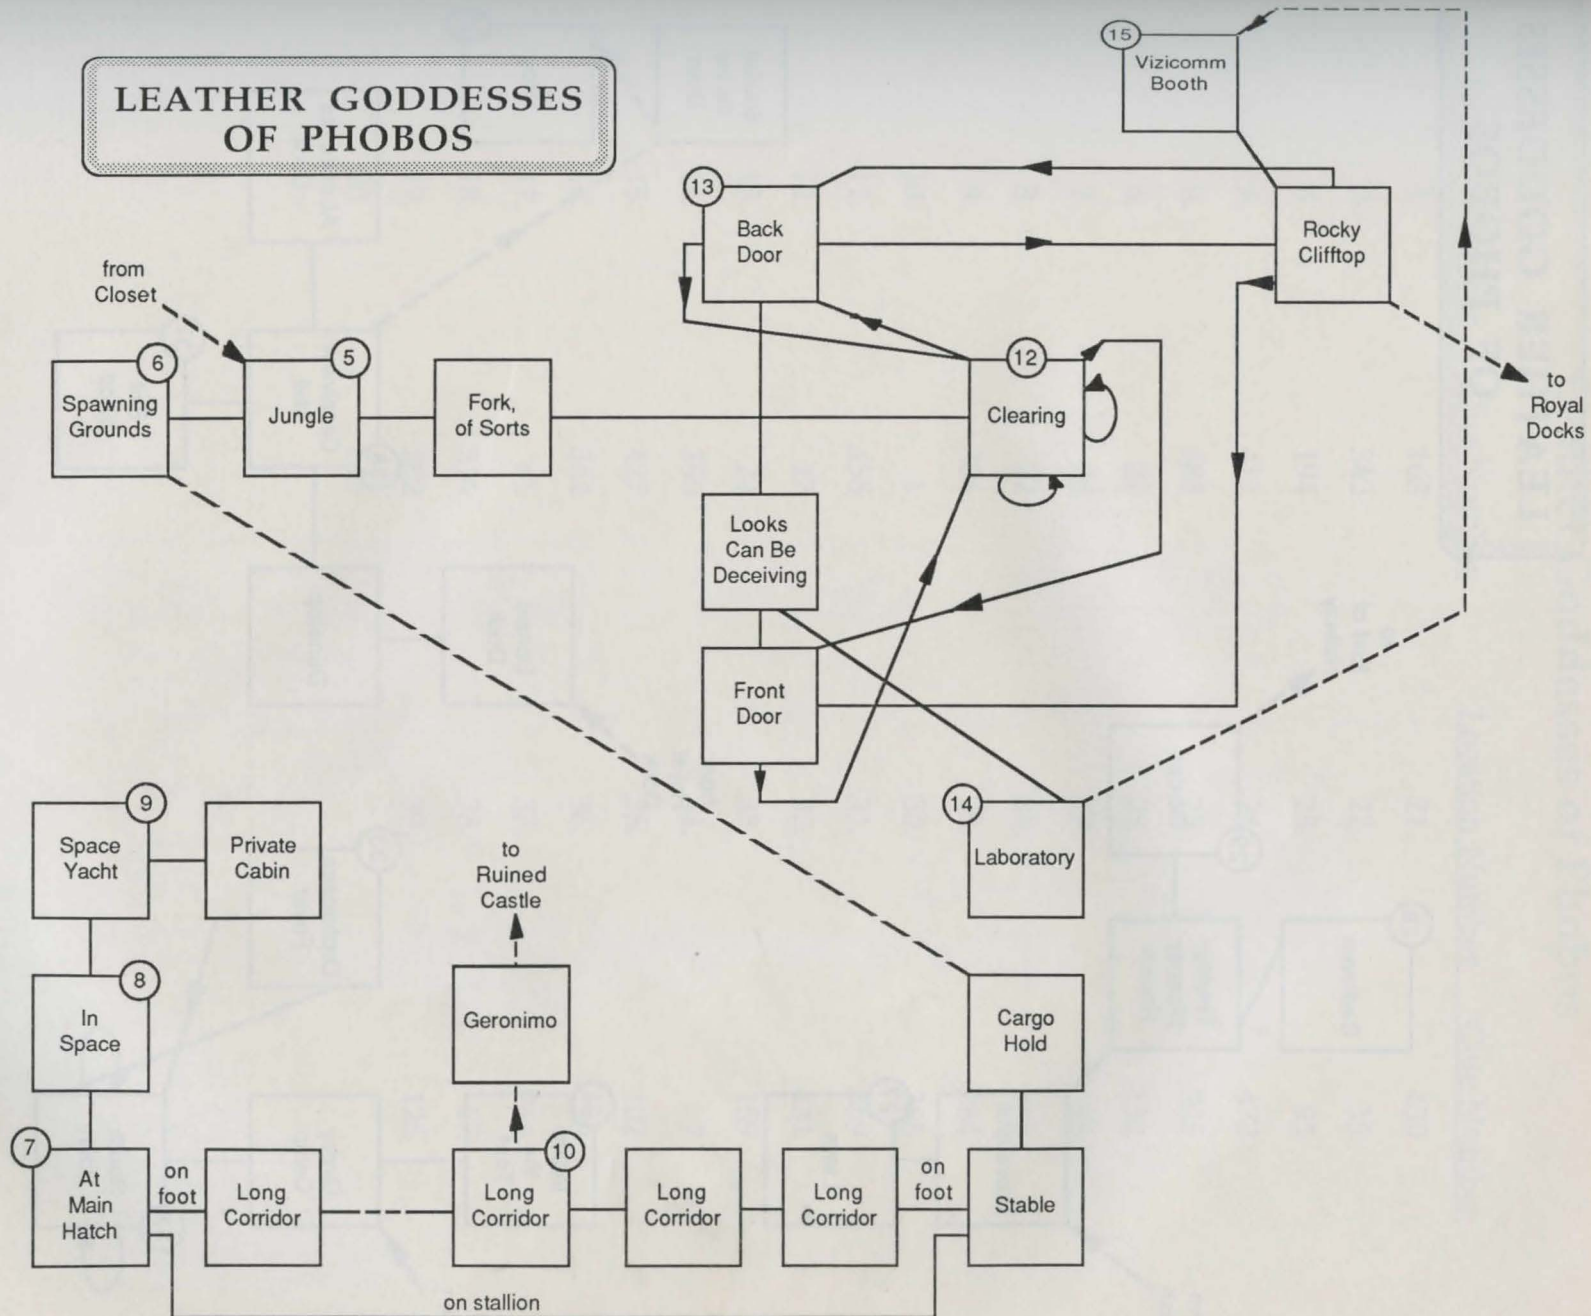 LEATHER GODDESSES
OF PHOBOS
15
Vizicomm
Booth
13
Back
Door
Rocky
Clifftop
from
Closet
6
Spawning
Grounds
5
Jungle
Fork,
of Sorts
12
Clearing
to
Royal
Docks
Looks
Can Be
Deceiving
Front
Door
9
Space
Yacht
Private
Cabin
to
Ruined
Castle
14
Laboratory
8
In
Space
Geronimo
Cargo
Hold
7
At
Main
Hatch
on
foot
Long
Corridor
10
Long
Corridor
Long
Corridor
Long
Corridor
on
foot
Stable
on stallion